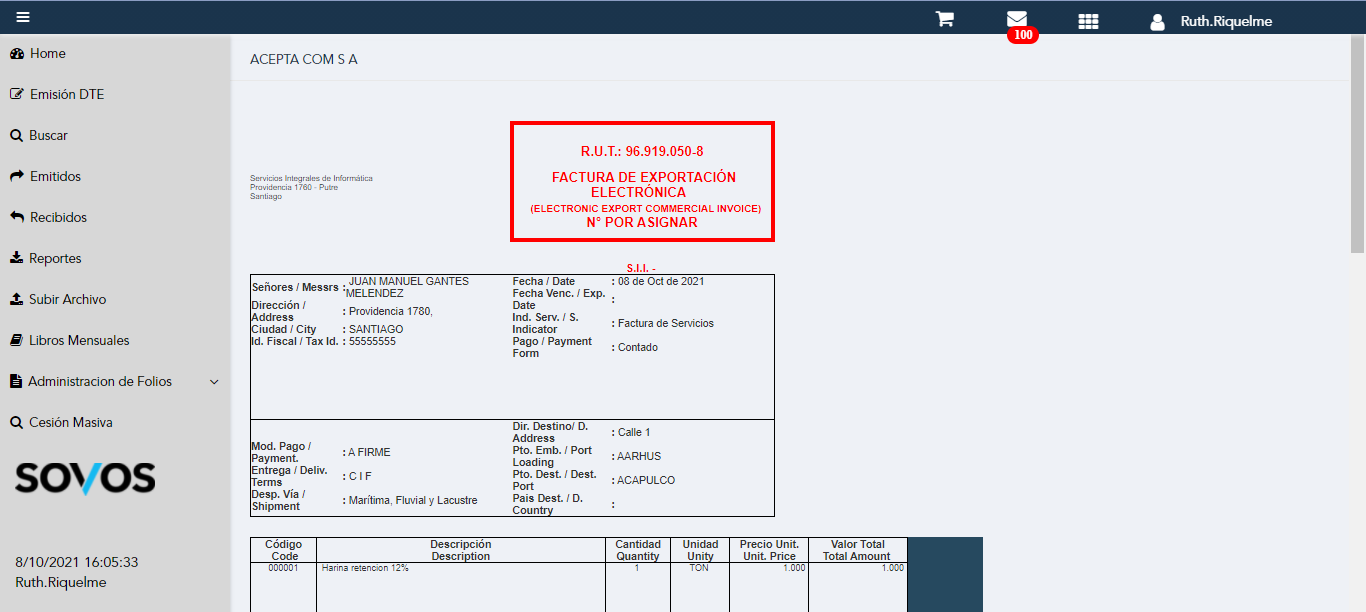 Ruth.Riquelme
100
Home
Emisión DTE
Buscar
Emitidos
Recibidos
Reportes
Subir Archivo
Libros Mensuales
Administracion de Folios
Cesión Masiva
SOVOS
8/10/2021 16:05:33
Ruth.Riquelme
ACEPTA COM S A
Servicios Integrales de Informática
Providencia 1760 - Putre
Santiago
R.U.T.: 96.919.050-8
FACTURA DE EXPORTACIÓN
ELECTRÓNICA
(ELECTRONIC EXPORT COMMERCIAL INVOICE)
N° POR ASIGNAR
S.I.I. -
Señores / Messrs : JUAN MANUEL GANTES
MELENDEZ
Dirección /
Address : Providencia 1780,
Ciudad / City : SANTIAGO
Id. Fiscal / Tax Id. : 55555555
Fecha / Date : 08 de Oct de 2021
Fecha Venc. / Exp.
Date :
Ind. Serv. / S.
Indicator : Factura de Servicios
Pago / Payment
Form : Contado
Mod. Pago /
Payment. : A FIRME
Entrega / Deliv.
Terms : C I F
Desp. Vía /
Shipment : Marítima, Fluvial y Lacustre
Dir. Destino/ D.
Address : Calle 1
Pto. Emb. / Port
Loading : AARHUS
Pto. Dest. / Dest.
Port : ACAPULCO
Pais Dest. / D.
Country :
Código Descripción Cantidad Unidad Precio Unit. Valor Total
Code Description Quantity Unity Unit. Price Total Amount
000001 Harina retencion 12% 1 TON 1.000 1.000